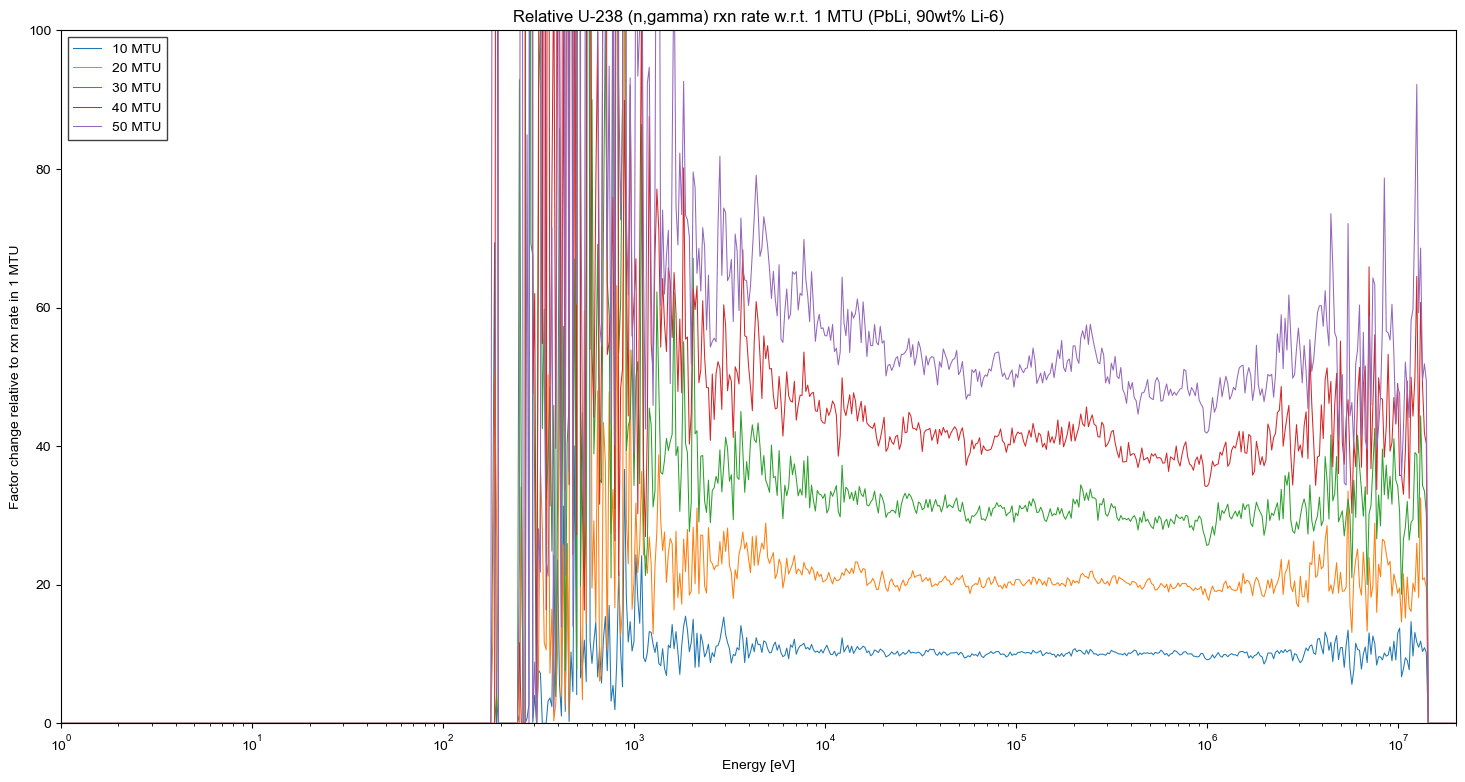 Relative U-238 (n,gamma) rxn rate w.r.t. 1 MTU (PbLi, 90wt% Li-6)
10 MTU
20 MTU
30 MTU
40 MTU
50 MTU
Factor change relative to rxn rate in 1 MTU
100
80
60
40
20
0
10^0 10^1 10^2 10^3 10^4 10^5 10^6 10^7
Energy [eV]